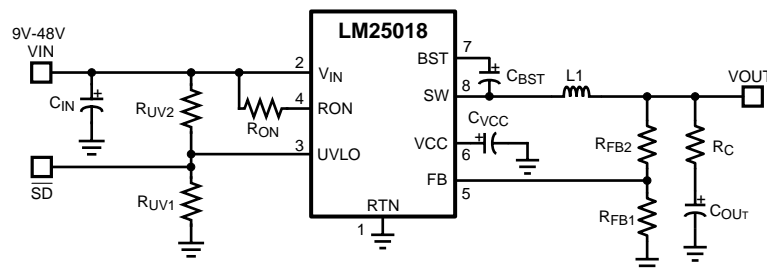 LM25018
9V-48V
VIN
7
BST
VOUT
2
VIN
CBST
L1
CIN
8
SW
4
RON
RUV2
RON
CVCC
3
UVLO
VCC
6
RFB2
RC
SD
FB
5
RUV1
RTN
1
RFB1
COUT